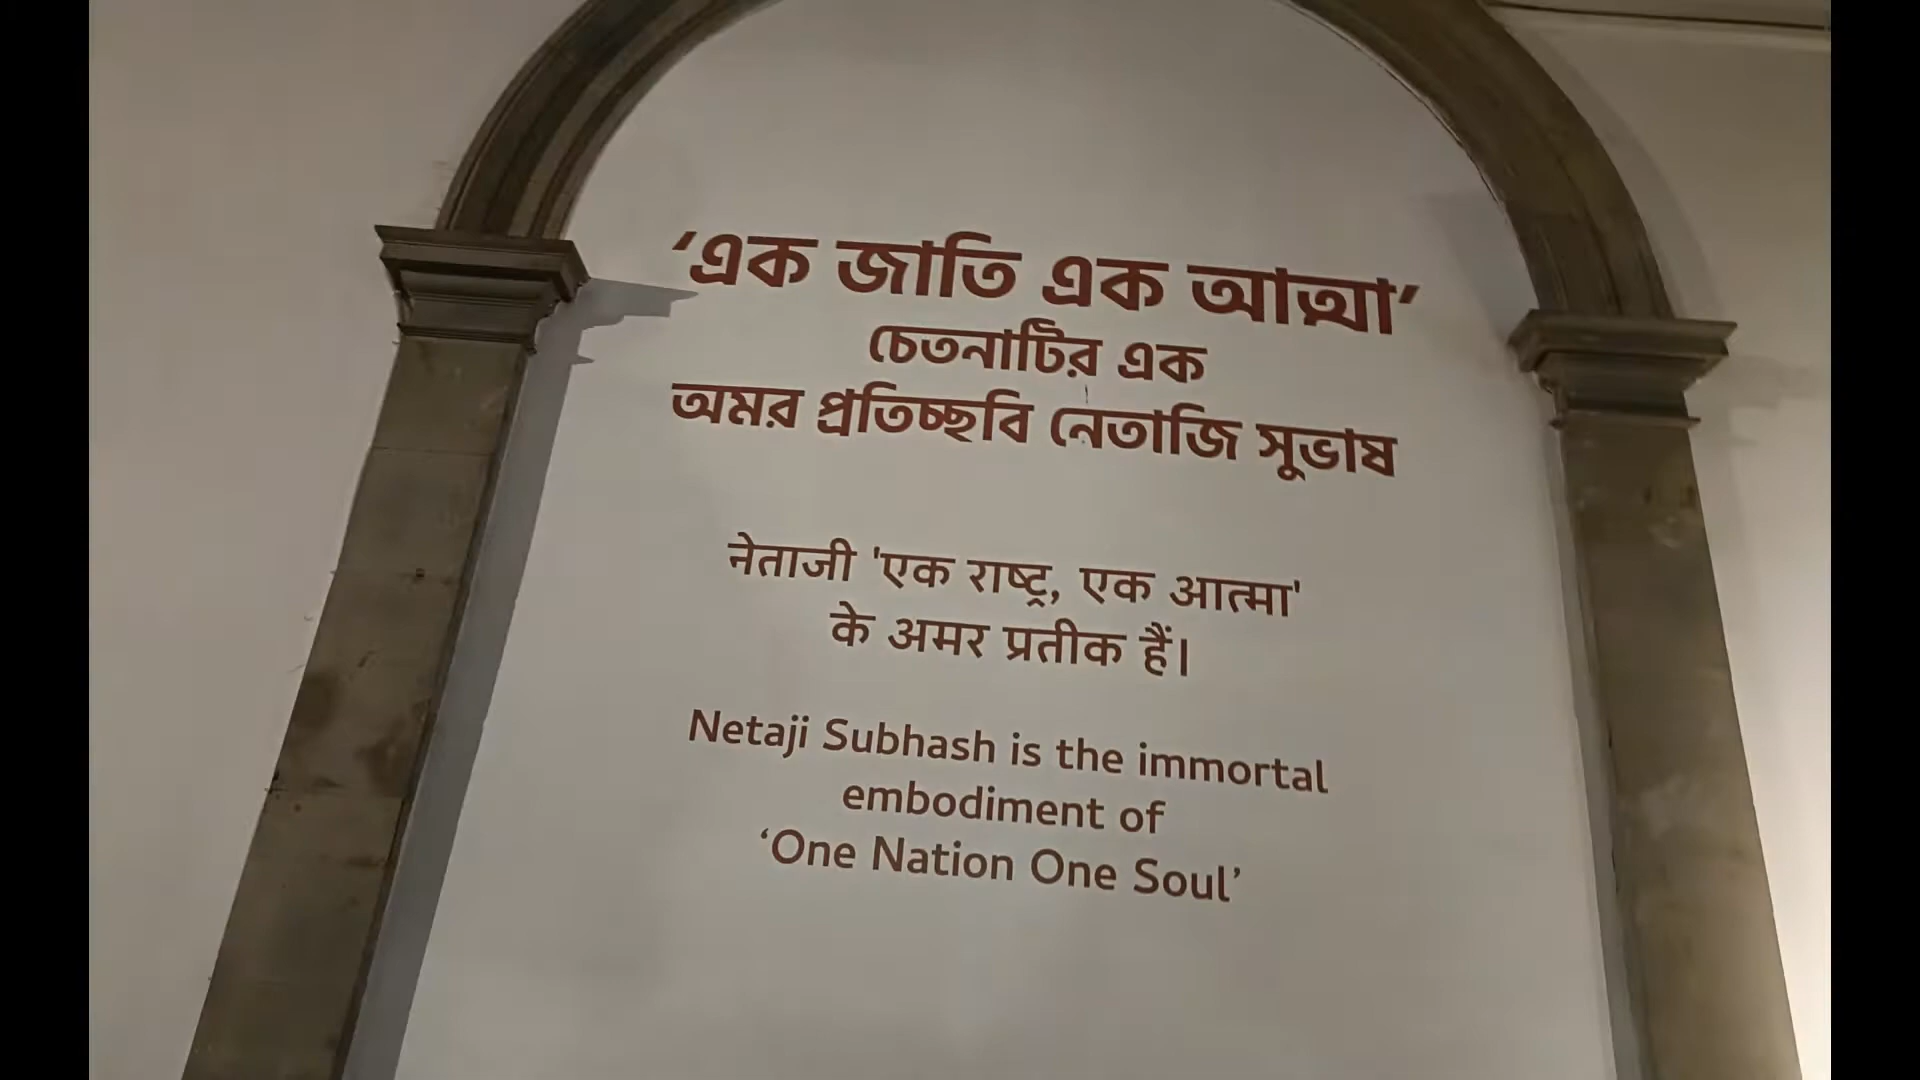 ‘এক জাতি এক আত্মা’
চেতনাটির এক
অমর প্রতিচ্ছবি নেতাজি সুভাষ
नेताजी 'एक राष्ट्र, एक आत्मा'
के अमर प्रतीक हैं।
Netaji Subhash is the immortal
embodiment of
‘One Nation One Soul’